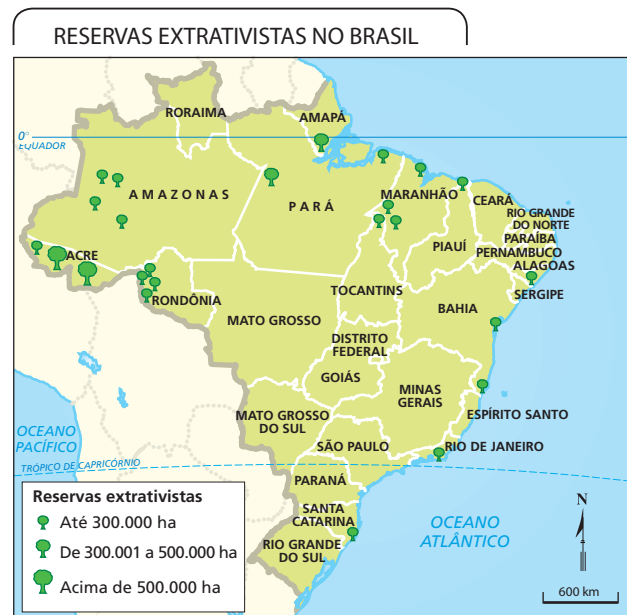 RESERVAS EXTRATIVISTAS NO BRASIL
RORAIMA
AMAPÁ
0°
EQUADOR
AMAZONAS
PARÁ
MARANHÃO
CEARÁ
RIO GRANDE
DO NORTE
PARAÍBA
PIAUÍ
PERNAMBUCO
ALAGOAS
ACRE
SERGIPE
RONDÔNIA
TOCANTINS
BAHIA
MATO GROSSO
DISTRITO
FEDERAL
GOIÁS
MINAS
GERAIS
MATO GROSSO
DO SUL
ESPÍRITO SANTO
OCEANO
PACÍFICO
SÃO PAULO
RIO DE JANEIRO
TRÓPICO DE CAPRICÓRNIO
PARANÁ
SANTA
CATARINA
RIO GRANDE
DO SUL
OCEANO
ATLÂNTICO
Reservas extrativistas
Até 300.000 ha
De 300.001 a 500.000 ha
Acima de 500.000 ha
N
600 km